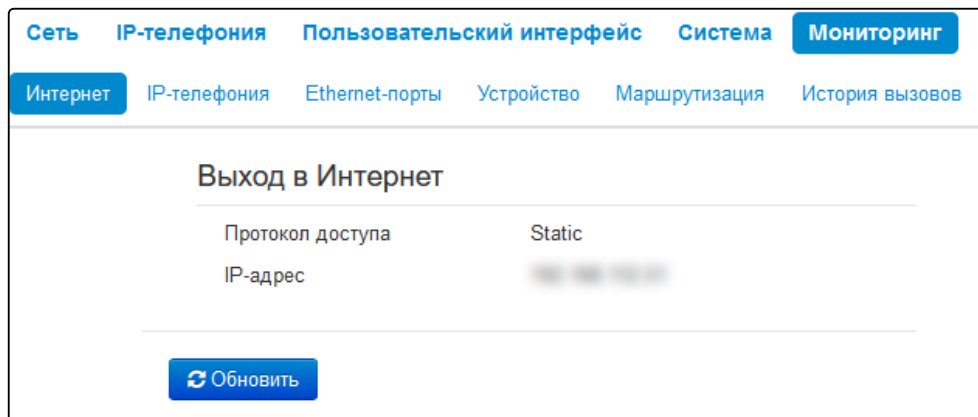 Сеть IP-телефония Пользовательский интерфейс Система Мониторинг
Интернет IP-телефония Ethernet-порты Устройство Маршрутизация История вызовов
Выход в Интернет
Протокол доступа Static
IP-адрес
Обновить